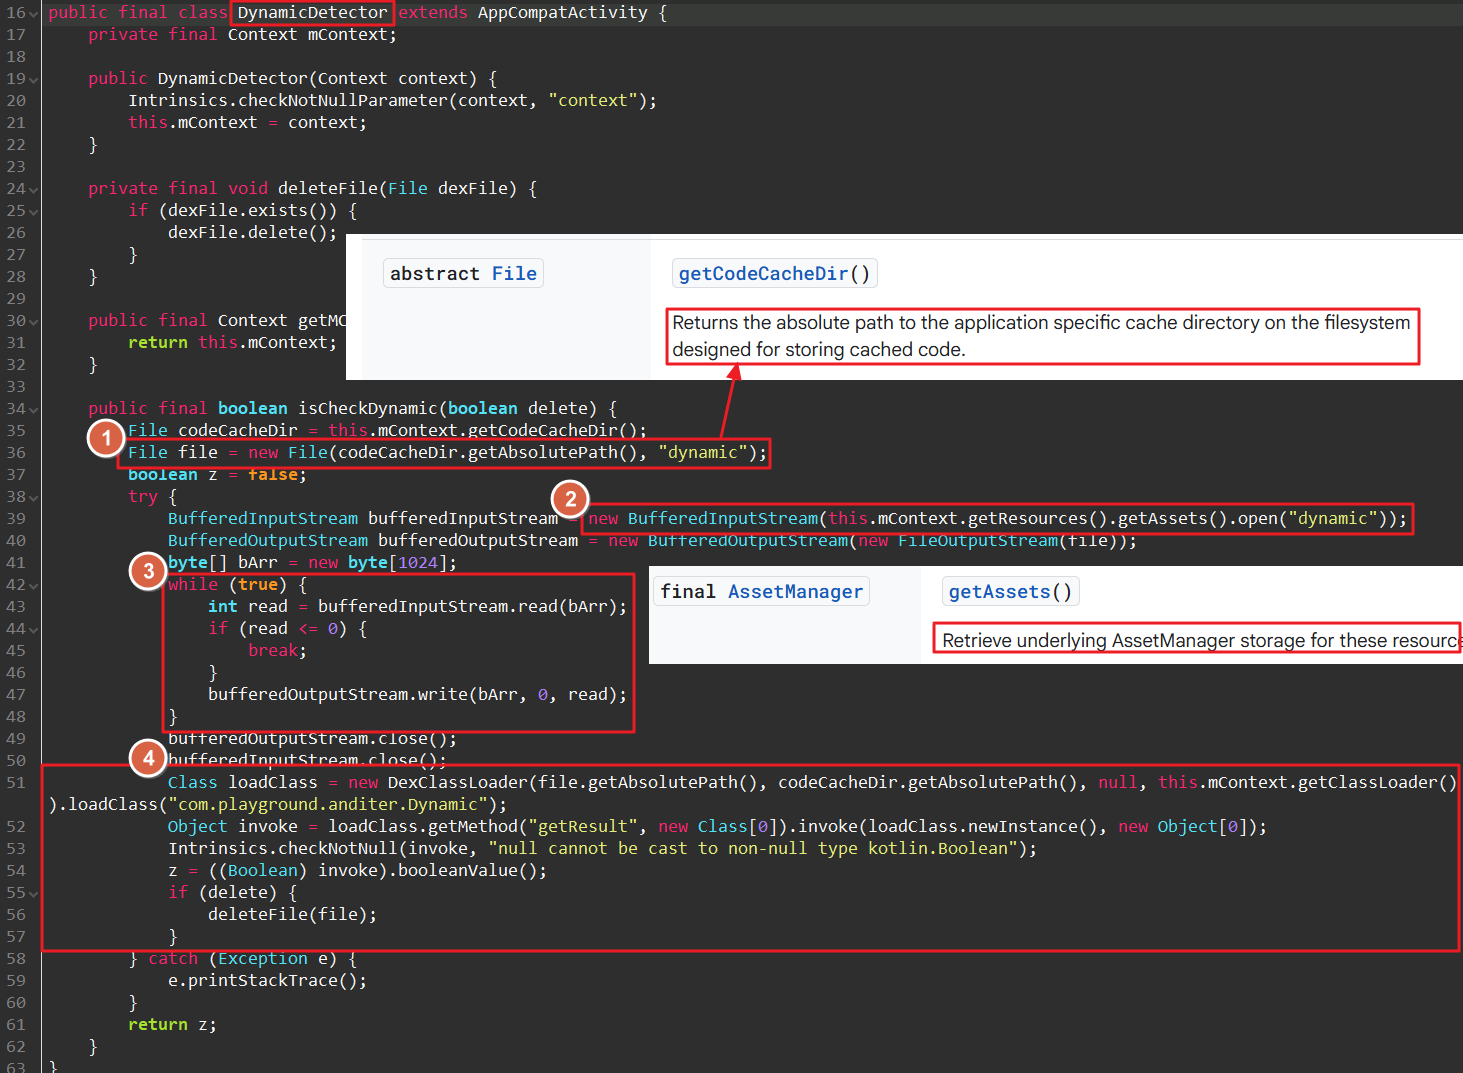 16 public final class DynamicDetector extends AppCompatActivity {
17 private final Context mContext;
18
19 public DynamicDetector(Context context) {
20 Intrinsics.checkNotNullParameter(context, "context");
21 this.mContext = context;
22 }
23
24 private final void deleteFile(File dexFile) {
25 if (dexFile.exists()) {
26 dexFile.delete();
27 }
28 }
29
abstract File getCodeCacheDir()
Returns the absolute path to the application specific cache directory on the filesystem
designed for storing cached code.
30 public final Context getMC
31 return this.mContext;
32 }
33
34 public final boolean isCheckDynamic(boolean delete) {
35 File codeCacheDir = this.mContext.getCodeCacheDir();
1
36 File file = new File(codeCacheDir.getAbsolutePath(), "dynamic");
37 boolean z = false;
38 try {
2
39 BufferedInputStream bufferedInputStream = new BufferedInputStream(this.mContext.getResources().getAssets().open("dynamic"));
40 BufferedOutputStream bufferedOutputStream = new BufferedOutputStream(new FileOutputStream(file));
41 byte[] bArr = new byte[1024];
3
42 while (true) {
43 int read = bufferedInputStream.read(bArr);
44 if (read <= 0) {
45 break;
46 }
47 bufferedOutputStream.write(bArr, 0, read);
48 }
final AssetManager getAssets()
Retrieve underlying AssetManager storage for these
49 bufferedOutputStream.close();
50 bufferedInputStream.close();
4
51 Class loadClass = new DexClassLoader(file.getAbsolutePath(), codeCacheDir.getAbsolutePath(), null, this.mContext.getClassLoader()
).loadClass("com.playground.anditer.Dynamic");
52 Object invoke = loadClass.getMethod("getResult", new Class[0]).invoke(loadClass.newInstance(), new Object[0]);
53 Intrinsics.checkNotNull(invoke, "null cannot be cast to non-null type kotlin.Boolean");
54 z = ((Boolean) invoke).booleanValue();
55 if (delete) {
56 deleteFile(file);
57 }
58 } catch (Exception e) {
59 e.printStackTrace();
60 }
61 return z;
62 }
63 }